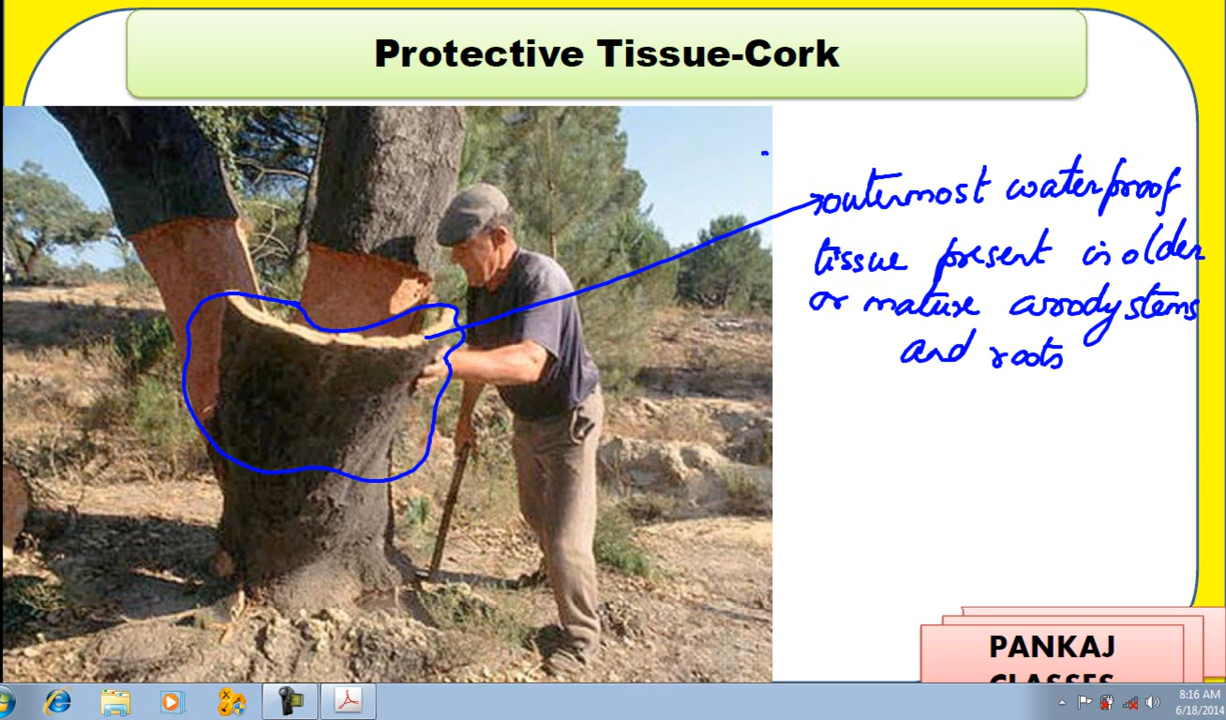 Protective Tissue-Cork
outermost waterproof
tissue present in older
or mature woody stems
and roots
PANKAJ
CLASSES
8:16 AM
6/18/2014